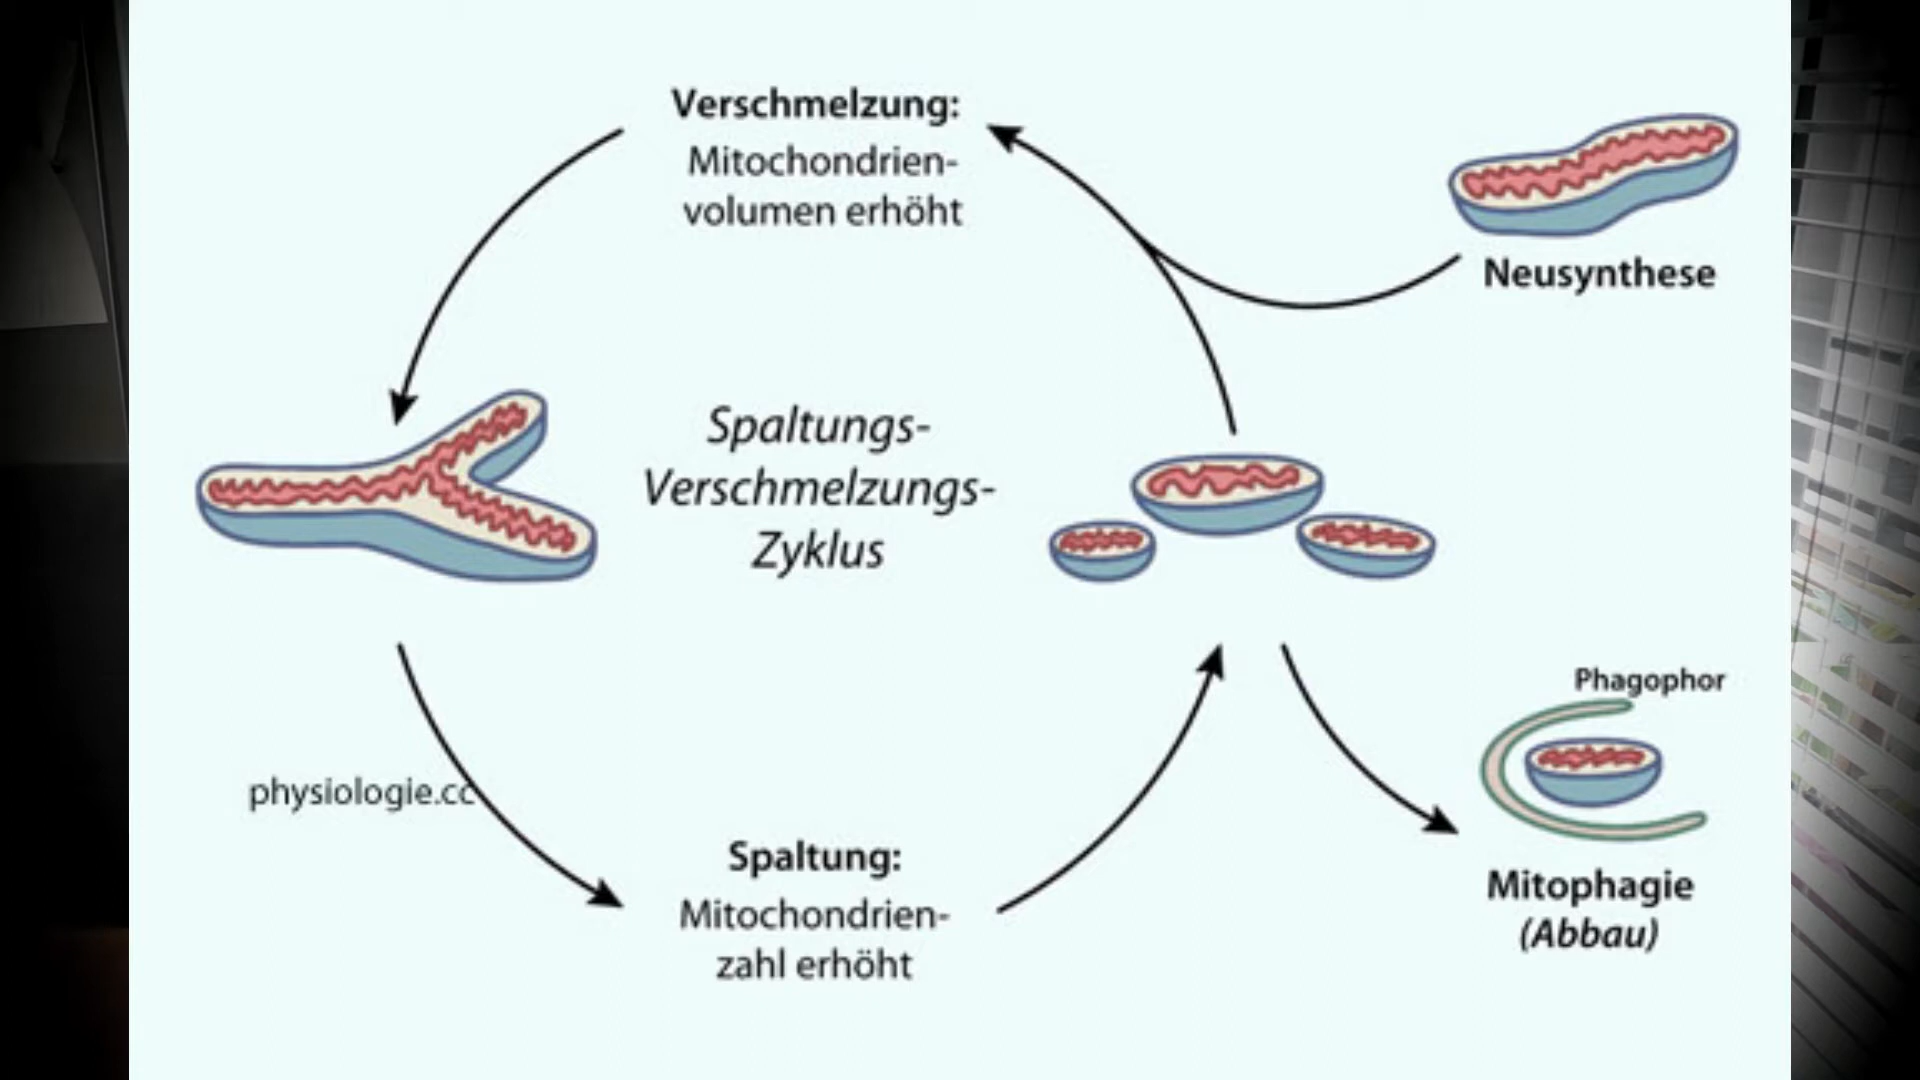 Verschmelzung:
Mitochondrien-
volumen erhöht
Neusynthese
Spaltungs-
Verschmelzungs-
Zyklus
Phagophor
physiologie.cc
Spaltung:
Mitochondrien-
zahl erhöht
Mitophagie
(Abbau)